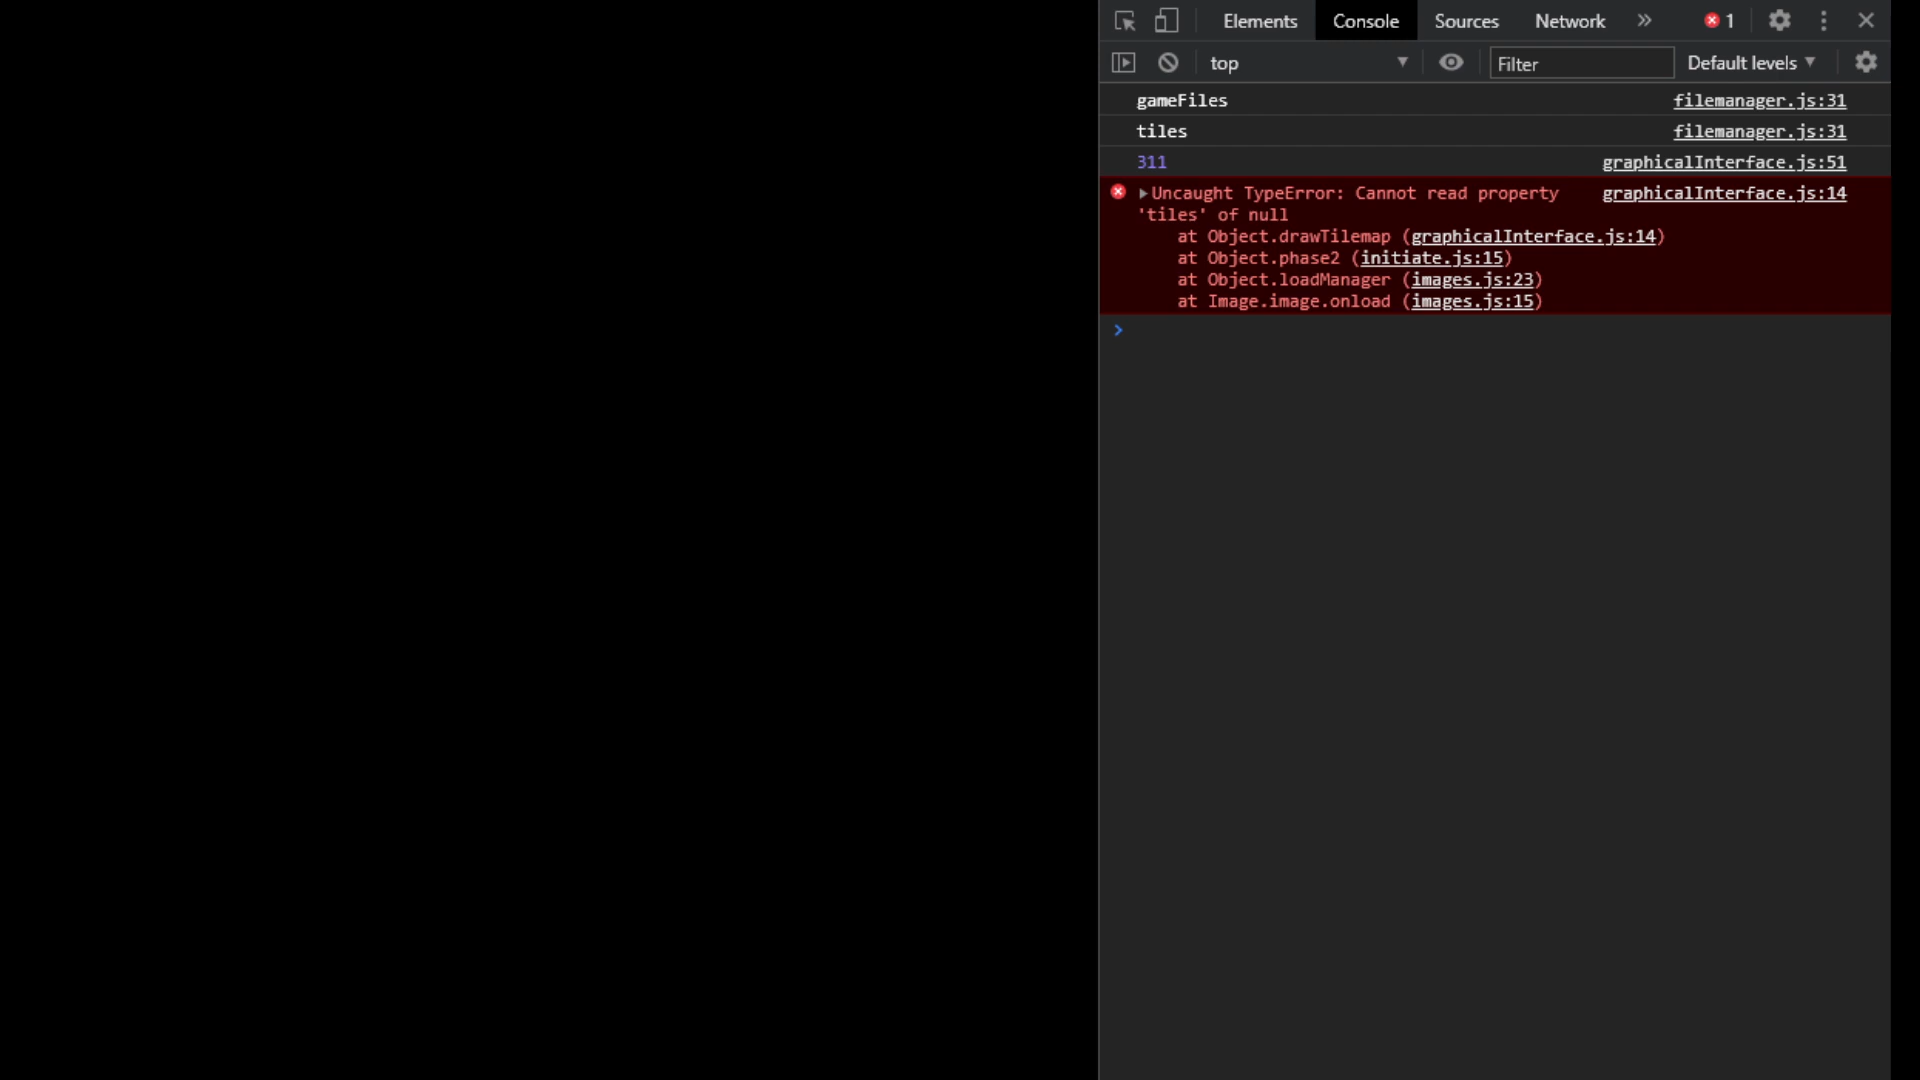 Elements Console Sources Network » 1
top Filter Default levels
gameFiles filemanager.js:31
tiles filemanager.js:31
311 graphicalInterface.js:51
Uncaught TypeError: Cannot read property graphicalInterface.js:14
'tiles' of null
at Object.drawTilemap (graphicalInterface.js:14)
at Object.phase2 (initiate.js:15)
at Object.loadManager (images.js:23)
at Image.image.onload (images.js:15)